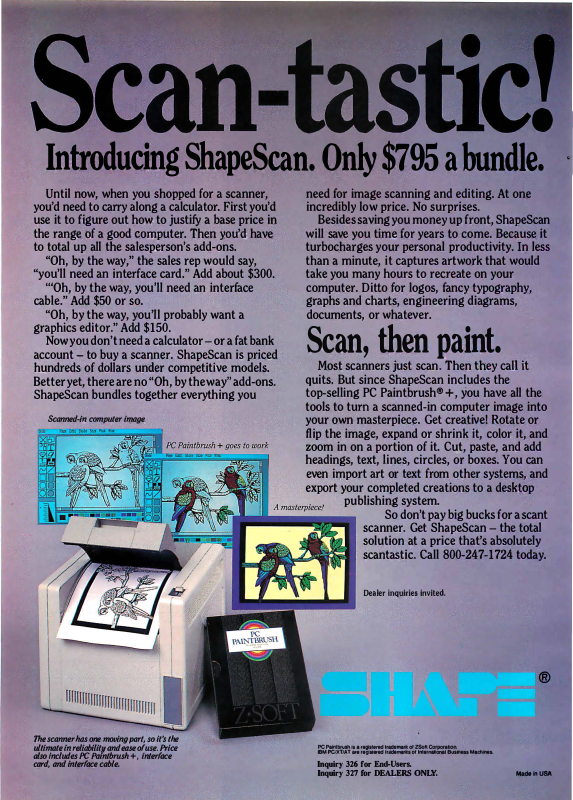 Scan-tastic!
Introducing ShapeScan. Only $795 a bundle.
Until now, when you shopped for a scanner,
you'd need to carry along a calculator. First you'd
use it to figure out how to justify a base price in
the range of a good computer. Then you'd have
to total up all the salesperson's add-ons.
"Oh, by the way," the sales rep would say,
"you'll need an interface card." Add about $300.
"'Oh, by the way, you'll need an interface
cable." Add $50 or so.
"Oh, by the way, you'll probably want a
graphics editor." Add $150.
Now you don't need a calculator – or a fat bank
account – to buy a scanner. ShapeScan is priced
hundreds of dollars under competitive models.
Better yet, there are no "Oh, by the way" add-ons.
ShapeScan bundles together everything you
need for image scanning and editing. At one
incredibly low price. No surprises.
Besides saving you money up front, ShapeScan
will save you time for years to come. Because it
turbocharges your personal productivity. In less
than a minute, it captures artwork that would
take you many hours to recreate on your
computer. Ditto for logos, fancy typography,
graphs and charts, engineering diagrams,
documents, or whatever.
Scan, then paint.
Most scanners just scan. Then they call it
quits. But since ShapeScan includes the
top-selling PC Paintbrush® +, you have all the
tools to turn a scanned-in computer image into
your own masterpiece. Get creative! Rotate or
flip the image, expand or shrink it, color it, and
zoom in on a portion of it. Cut, paste, and add
headings, text, lines, circles, or boxes. You can
even import art or text from other systems, and
export your completed creations to a desktop
publishing system.
So don't pay big bucks for a scant
scanner. Get ShapeScan – the total
solution at a price that's absolutely
scantastic. Call 800-247-1724 today.
Dealer inquiries invited.
Scanned-in computer image
PC Paintbrush + goes to work
A masterpiece!
PC
PAINTBRUSH
Z·SOFT
SHAPE®
The scanner has one moving part, so it's the
ultimate in reliability and ease of use. Price
also includes PC Paintbrush +, interface
card, and interface cable.
PC Paintbrush is a registered trademark of ZSoft Corporation.
IBM PC/XT/AT are registered trademarks of International Business Machines.
Inquiry 326 for End-Users.
Inquiry 327 for DEALERS ONLY.
Made in USA